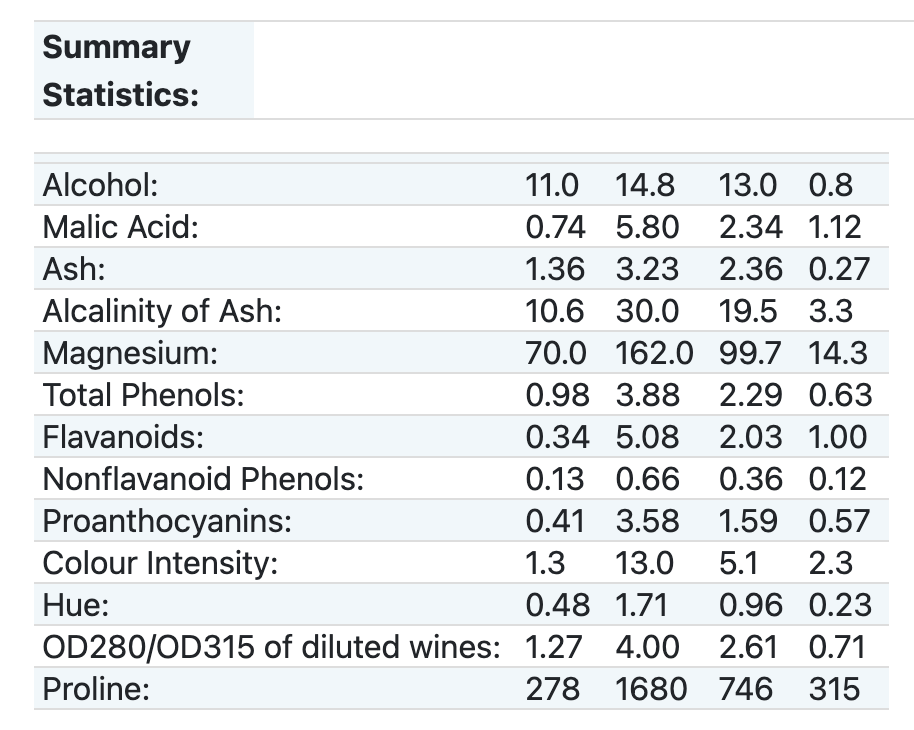 Summary
Statistics:
Alcohol: 11.0 14.8 13.0 0.8
Malic Acid: 0.74 5.80 2.34 1.12
Ash: 1.36 3.23 2.36 0.27
Alcalinity of Ash: 10.6 30.0 19.5 3.3
Magnesium: 70.0 162.0 99.7 14.3
Total Phenols: 0.98 3.88 2.29 0.63
Flavanoids: 0.34 5.08 2.03 1.00
Nonflavanoid Phenols: 0.13 0.66 0.36 0.12
Proanthocyanins: 0.41 3.58 1.59 0.57
Colour Intensity: 1.3 13.0 5.1 2.3
Hue: 0.48 1.71 0.96 0.23
OD280/OD315 of diluted wines: 1.27 4.00 2.61 0.71
Proline: 278 1680 746 315